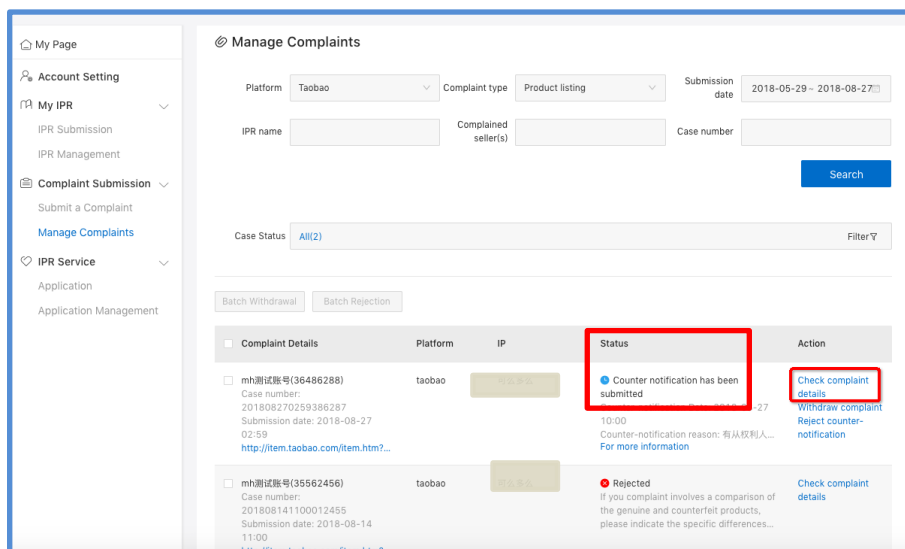 My Page
Account Setting
My IPR
IPR Submission
IPR Management
Complaint Submission
Submit a Complaint
Manage Complaints
IPR Service
Application
Application Management
Manage Complaints
Platform Taobao Complaint type Product listing Submission date 2018-05-29 ~ 2018-08-27
IPR name Complained seller(s) Case number
Search
Case Status All(2) Filter
Batch Withdrawal Batch Rejection
Complaint Details Platform IP Status Action
mh测试账号(36486288)
Case number:
201808270259386287
Submission date: 2018-08-27
02:59
http://item.taobao.com/item.htm?...
taobao
Counter notification has been
submitted
10:00
Counter-notification reason: 有从权利人...
For more information
Check complaint
details
Withdraw complaint
Reject counter-
notification
mh测试账号(35562456)
Case number:
201808141100012455
Submission date: 2018-08-14
11:00
taobao
Rejected
If you complaint involves a comparison of
the genuine and counterfeit products,
please indicate the specific differences...
Check complaint
details